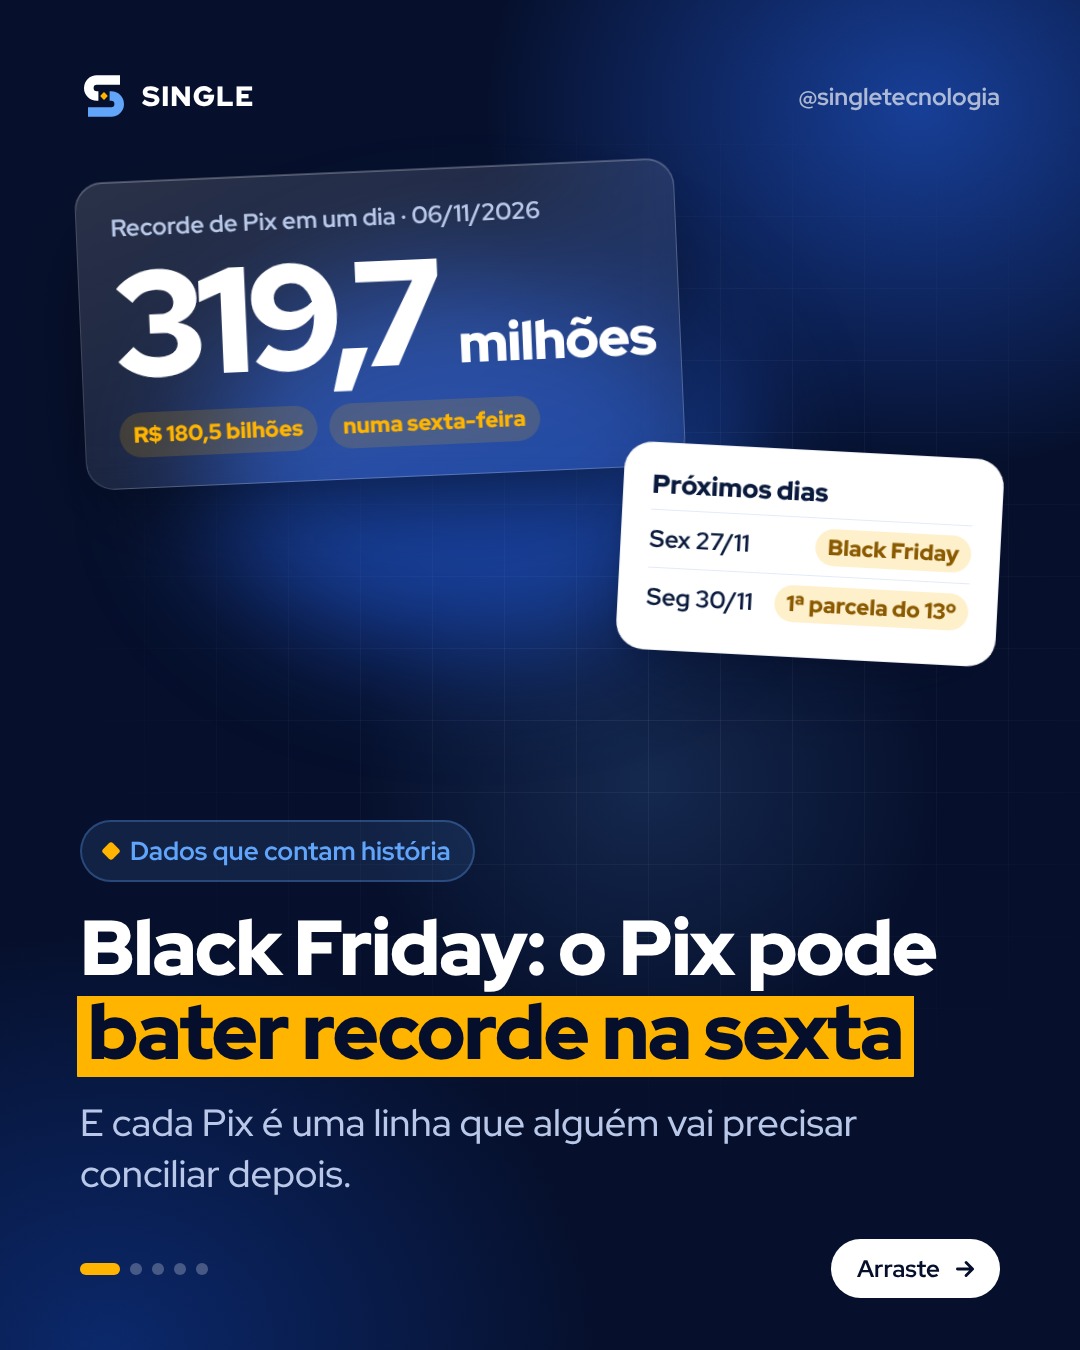 SINGLE
@singletecnologia
Recorde de Pix em um dia · 06/11/2026
319,7 milhões
R$ 180,5 bilhões
numa sexta-feira
Próximos dias
Sex 27/11 Black Friday
Seg 30/11 1ª parcela do 13º
Dados que contam história
Black Friday: o Pix pode
bater recorde na sexta
E cada Pix é uma linha que alguém vai precisar
conciliar depois.
Arraste →